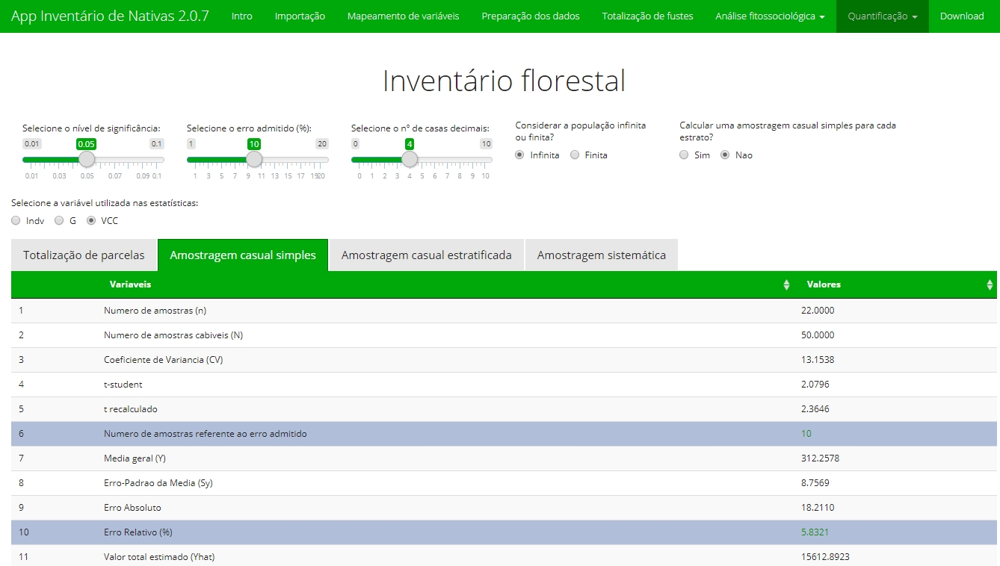 App Inventário de Nativas 2.0.7 Intro Importação Mapeamento de variáveis Preparação dos dados Totalização de fustes Análise fitossociológica Quantificação Download
Inventário florestal
Selecione o nível de significância: Selecione o erro admitido (%): Selecione o nº de casas decimais: Considerar a população infinita Calcular uma amostragem casual simples para cada
ou finita? estrato?
0.01 0.05 0.1 1 10 20 0 4 10
Infinita Finita Sim Nao
0.01 0.03 0.05 0.07 0.09 0.1 1 3 5 7 9 11 13 15 17 19 20 0 1 2 3 4 5 6 7 8 9 10
Selecione a variável utilizada nas estatísticas:
Indv G VCC
Totalização de parcelas Amostragem casual simples Amostragem casual estratificada Amostragem sistemática
Variaveis Valores
1 Numero de amostras (n) 22.0000
2 Numero de amostras cabiveis (N) 50.0000
3 Coeficiente de Variancia (CV) 13.1538
4 t-student 2.0796
5 t recalculado 2.3646
6 Numero de amostras referente ao erro admitido 10
7 Media geral (Y) 312.2578
8 Erro-Padrao da Media (Sy) 8.7569
9 Erro Absoluto 18.2110
10 Erro Relativo (%) 5.8321
11 Valor total estimado (Yhat) 15612.8923